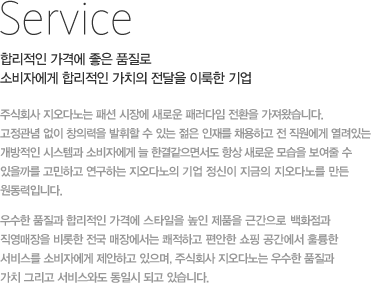 Service
합리적인 가격에 좋은 품질로
소비자에게 합리적인 가치의 전달을 이룩한 기업
주식회사 지오다노는 패션 시장에 새로운 패러다임 전환을 가져왔습니다.
고정관념 없이 창의력을 발휘할 수 있는 젊은 인재를 채용하고 전 직원에게 열려있는
개방적인 시스템과 소비자에게 늘 한결같으면서도 항상 새로운 모습을 보여줄 수
있을까를 고민하고 연구하는 지오다노의 기업 정신이 지금의 지오다노를 만든
원동력입니다.
우수한 품질과 합리적인 가격에 스타일을 높인 제품을 근간으로 백화점과
직영매장을 비롯한 전국 매장에서는 쾌적하고 편안한 쇼핑 공간에서 훌륭한
서비스를 소비자에게 제안하고 있으며, 주식회사 지오다노는 우수한 품질과
가치 그리고 서비스와도 동일시 되고 있습니다.